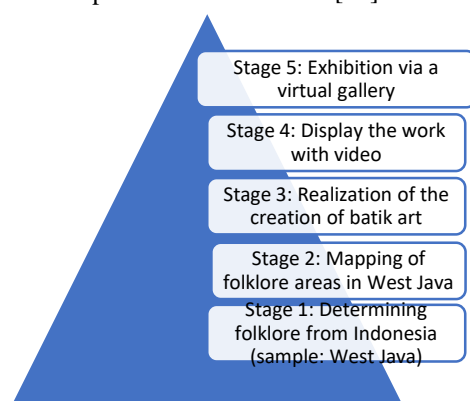 Stage 5: Exhibition via a
virtual gallery
Stage 4: Display the work
with video
Stage 3: Realization of the
creation of batik art
Stage 2: Mapping of
folklore areas in West Java
Stage 1: Determining
folklore from Indonesia
(sample: West Java)